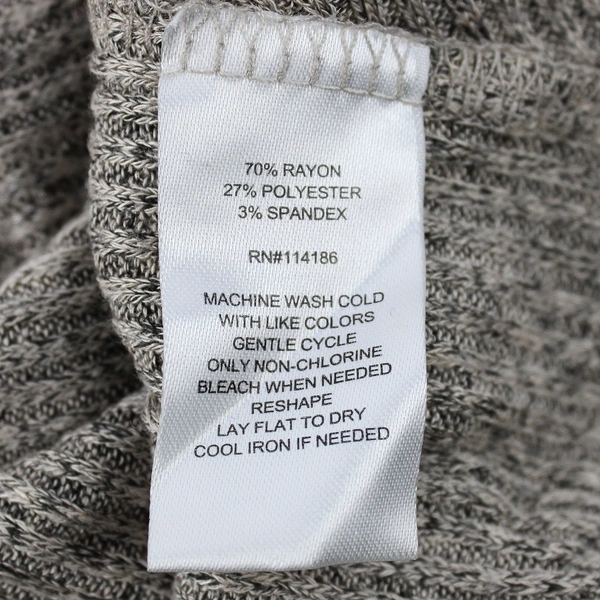 70% RAYON
27% POLYESTER
3% SPANDEX
RN#114186
MACHINE WASH COLD
WITH LIKE COLORS
GENTLE CYCLE
ONLY NON-CHLORINE
BLEACH WHEN NEEDED
RESHAPE
LAY FLAT TO DRY
COOL IRON IF NEEDED